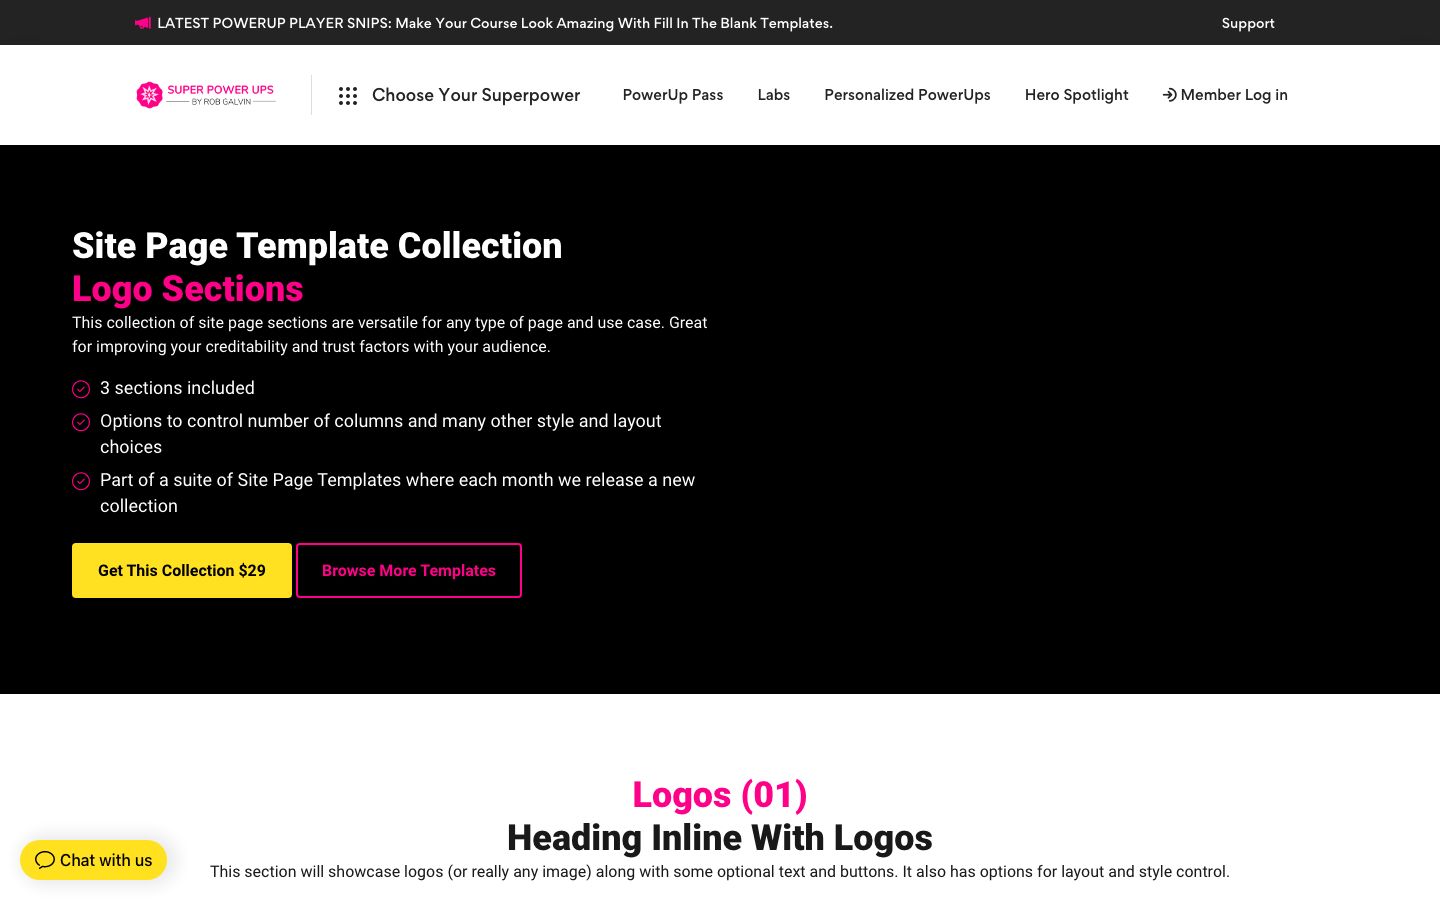 LATEST POWERUP PLAYER SNIPS: Make Your Course Look Amazing With Fill In The Blank Templates.
Support
SUPER POWER UPS
BY ROB GALVIN
Choose Your Superpower
PowerUp Pass
Labs
Personalized PowerUps
Hero Spotlight
Member Log in
Site Page Template Collection
Logo Sections
This collection of site page sections are versatile for any type of page and use case. Great
for improving your creditability and trust factors with your audience.
3 sections included
Options to control number of columns and many other style and layout
choices
Part of a suite of Site Page Templates where each month we release a new
collection
Get This Collection $29
Browse More Templates
Logos (01)
Heading Inline With Logos
This section will showcase logos (or really any image) along with some optional text and buttons. It also has options for layout and style control.
Chat with us